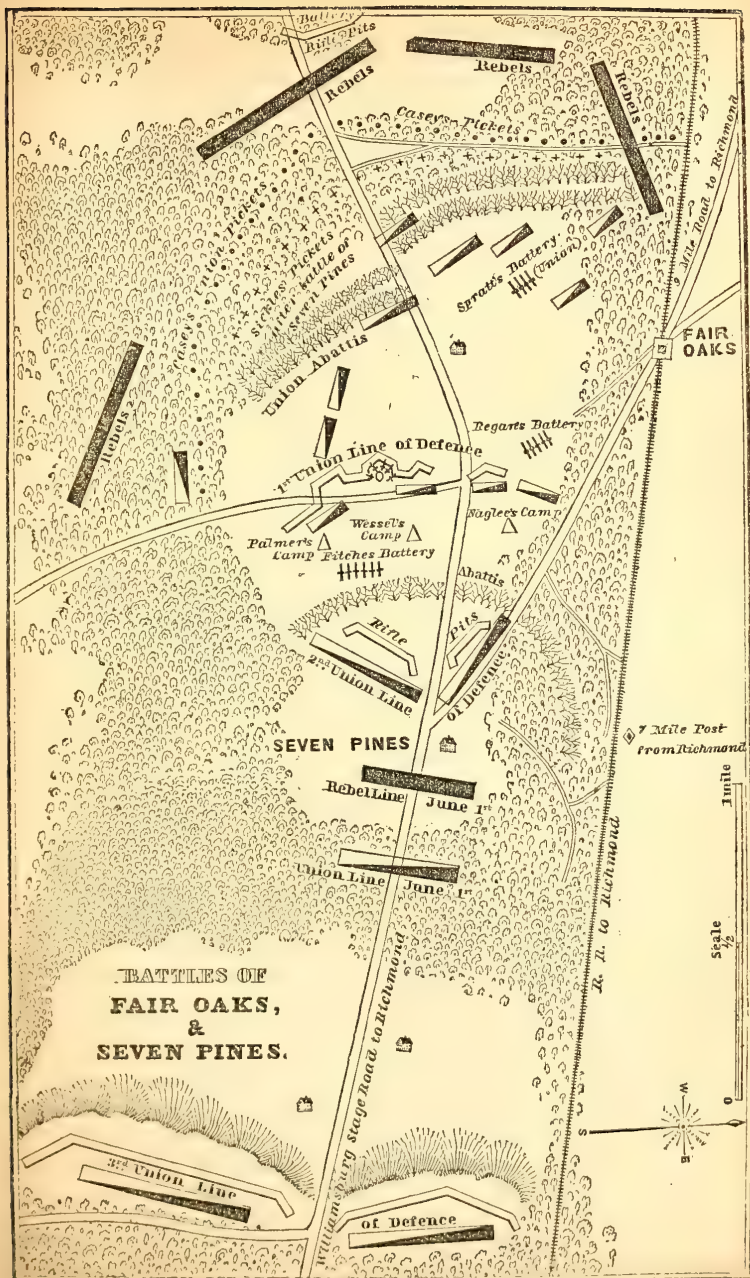 Battery
Rifle Pits
Rebels
Rebels
Rebels
Casey's Pickets
9 Mile Road to Richmond
Casey's Union Pickets
Sickles' Pickets
after battle of
Seven Pines
Spratt's Battery
(Union)
Union Abattis
FAIR
OAKS
Rebels
Regan's Battery
1st Union Line of Defence
Palmer's
Camp
Wessel's
Camp
Naglee's Camp
Fitches Battery
Abattis
Rifle Pits
2nd Union Line
of Defence
SEVEN PINES
7 Mile Post
from Richmond
Rebel Line June 1st
Union Line June 1st
1 mile
Scale
1/2
0
R. R. to Richmond
BATTLES OF
FAIR OAKS,
&
SEVEN PINES.
Williamsburg Stage Road to Richmond
W
S
E
3rd Union Line
of Defence